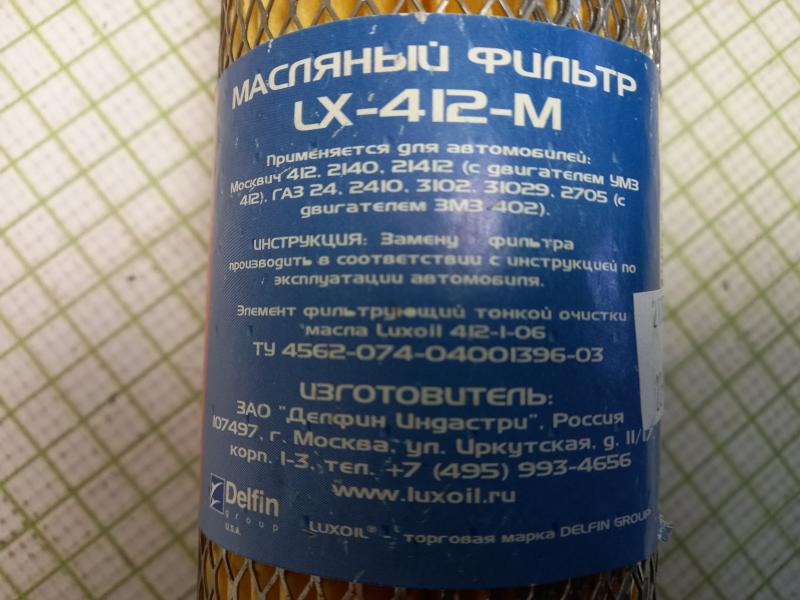 МАСЛЯНЫЙ ФИЛЬТР
LX-412-М
Применяется для автомобилей:
Москвич 412, 2140, 21412 (с двигателем УМЗ
412), ГАЗ 24, 2410, 3102, 31029, 2705 (с
двигателем ЗМЗ 402).
ИНСТРУКЦИЯ: Замену фильтра
производить в соответствии с инструкцией по
эксплуатации автомобиля.
Элемент фильтрующий тонкой очистки
масла Luxoil 412-1-06
ТУ 4562-074-04001396-03
ИЗГОТОВИТЕЛЬ:
ЗАО "Делфин Индастри", Россия
107497, г. Москва, ул. Иркутская, д. 11/17,
корп. 1-3, тел. +7 (495) 993-4656
www.luxoil.ru
Delfin
group
U.S.A.
LUXOIL® - торговая марка DELFIN GROUP